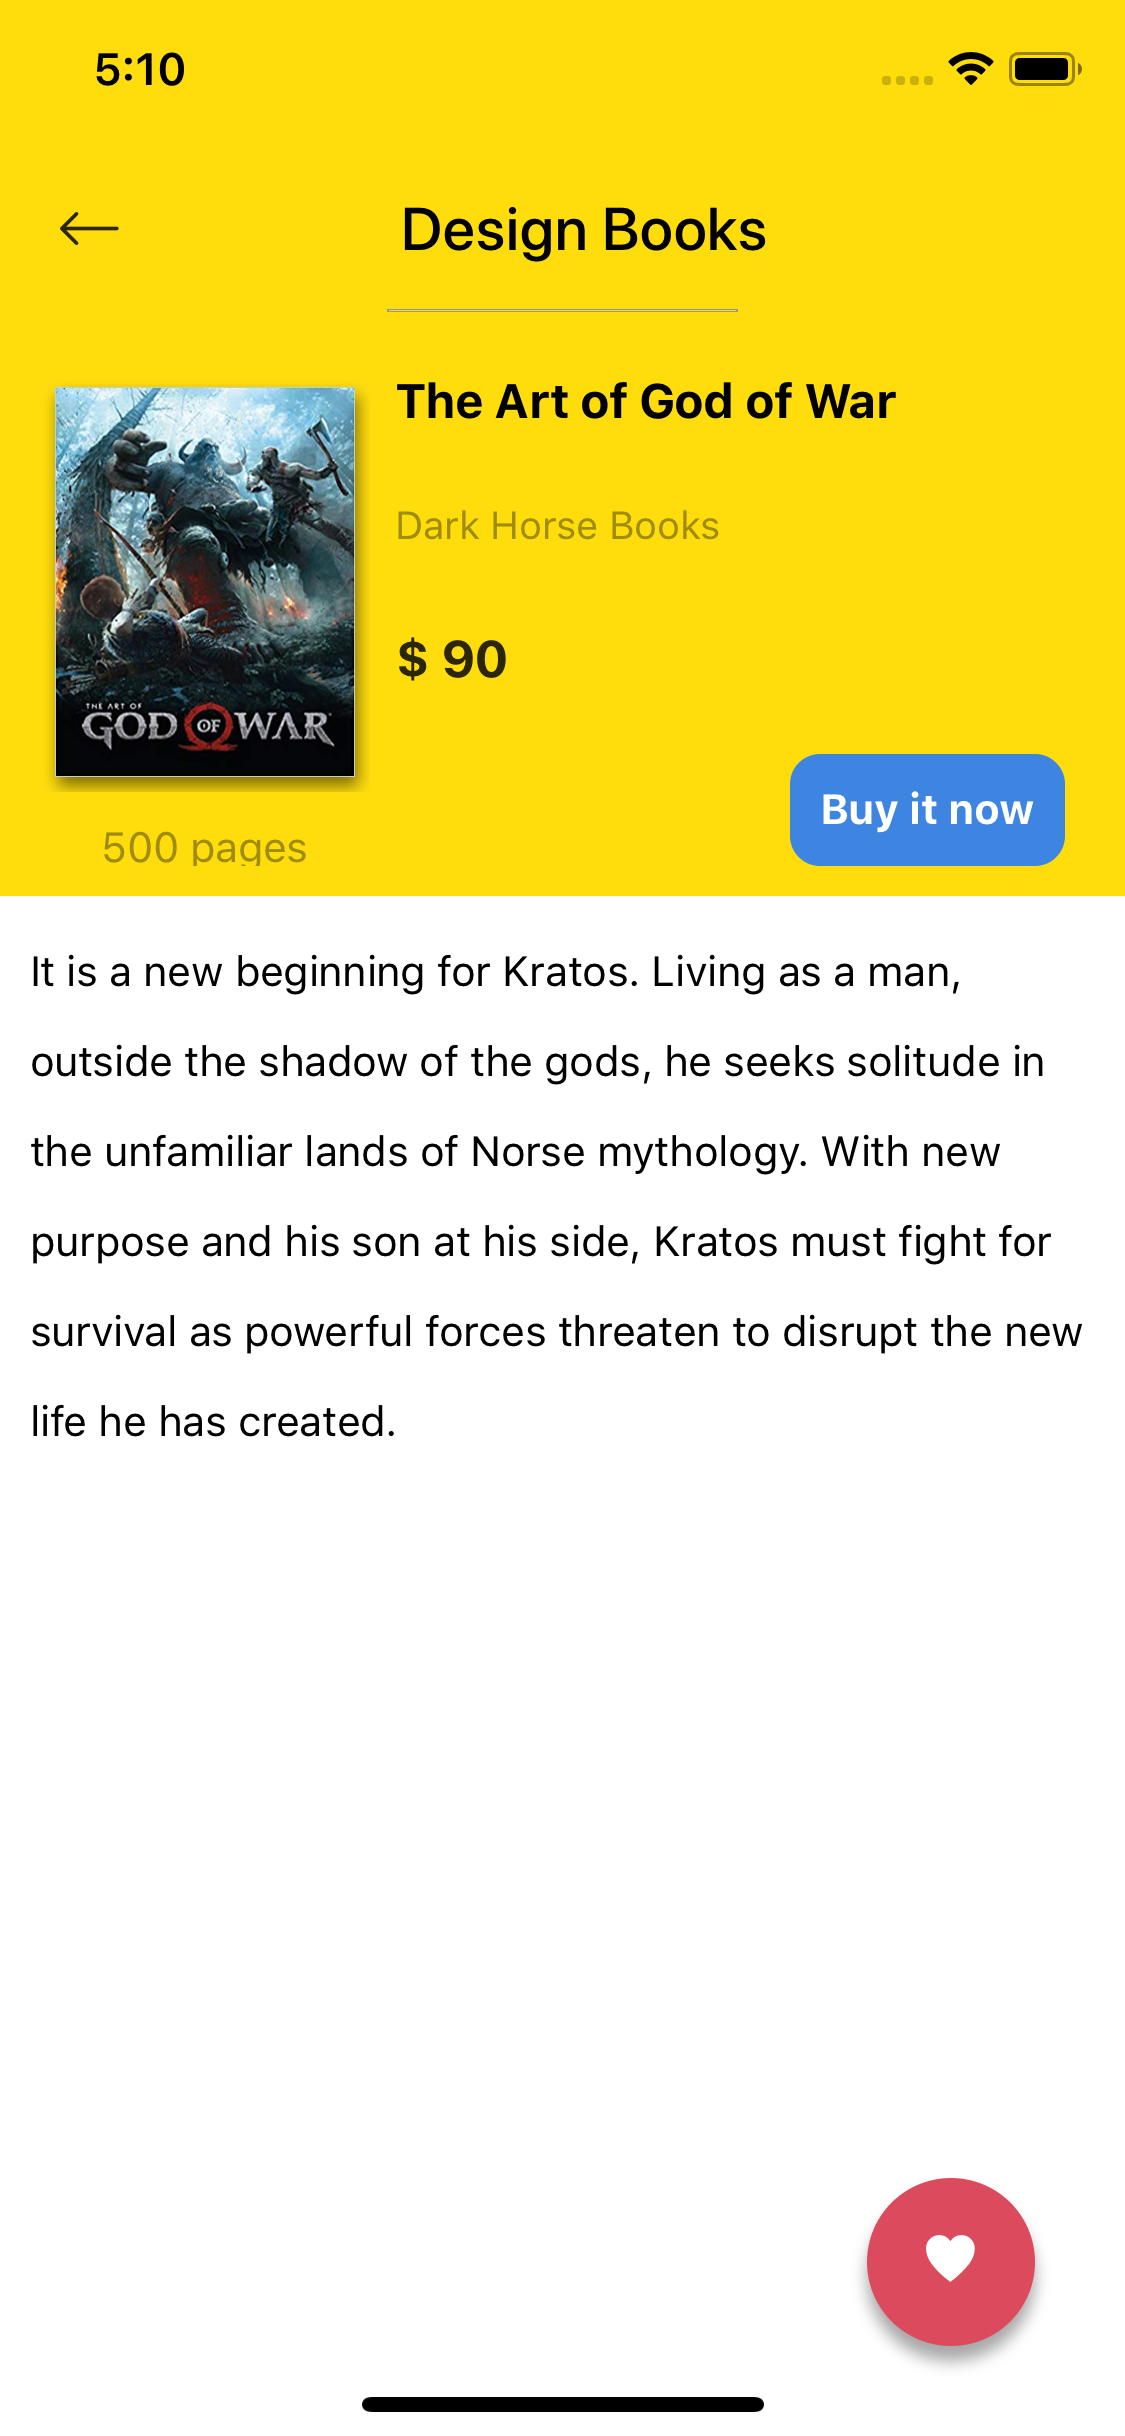 5:10
Design Books
The Art of God of War
Dark Horse Books
$ 90
THE ART OF
GOD OF WAR
500 pages
Buy it now
It is a new beginning for Kratos. Living as a man,
outside the shadow of the gods, he seeks solitude in
the unfamiliar lands of Norse mythology. With new
purpose and his son at his side, Kratos must fight for
survival as powerful forces threaten to disrupt the new
life he has created.